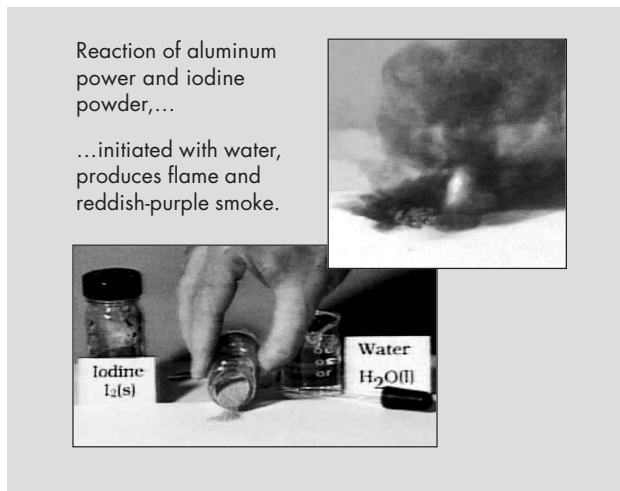 Reaction of aluminum
power and iodine
powder,…
…initiated with water,
produces flame and
reddish-purple smoke.
Iodine
I₂(s)
Water
H₂O(l)